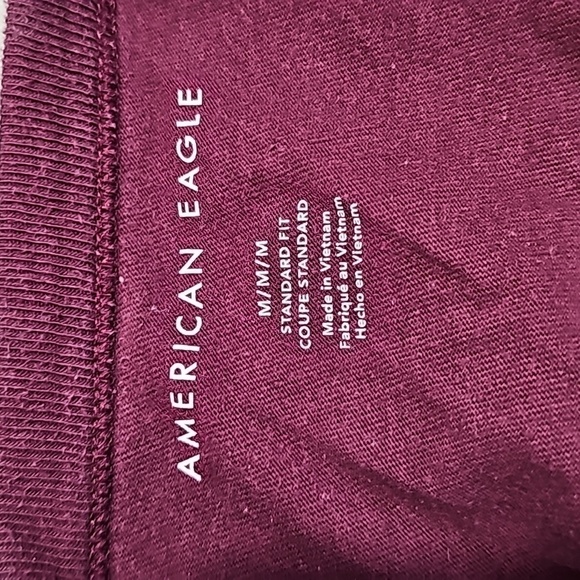 AMERICAN EAGLE
M/M/M
STANDARD FIT
COUPE STANDARD
Made in Vietnam
Fabriqué au Vietnam
Hecho en Vietnam